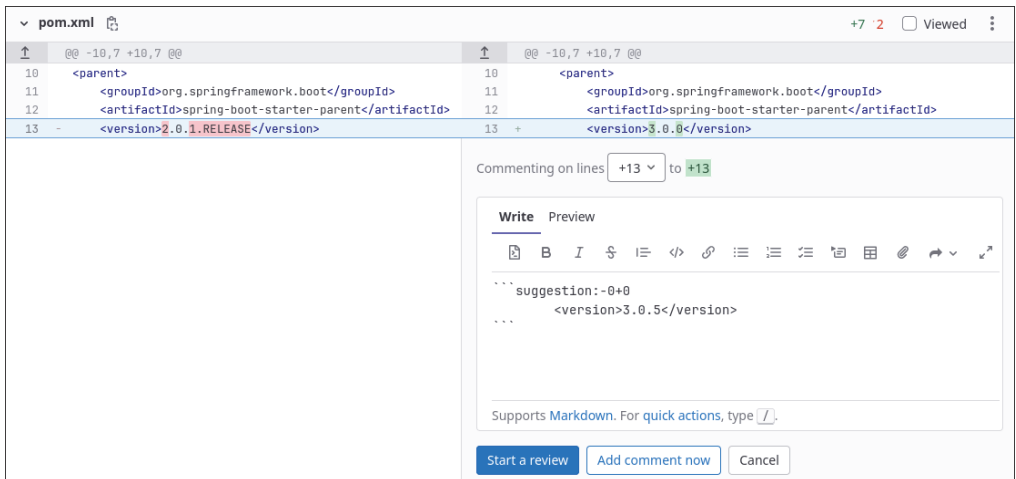 pom.xml
+7 -2 Viewed
@@ -10,7 +10,7 @@
10 <parent>
11 <groupId>org.springframework.boot</groupId>
12 <artifactId>spring-boot-starter-parent</artifactId>
13 - <version>2.0.1.RELEASE</version>
@@ -10,7 +10,7 @@
10 <parent>
11 <groupId>org.springframework.boot</groupId>
12 <artifactId>spring-boot-starter-parent</artifactId>
13 + <version>3.0.0</version>
Commenting on lines +13 to +13
Write Preview
```suggestion:-0+0
<version>3.0.5</version>
```
Supports Markdown. For quick actions, type /.
Start a review Add comment now Cancel